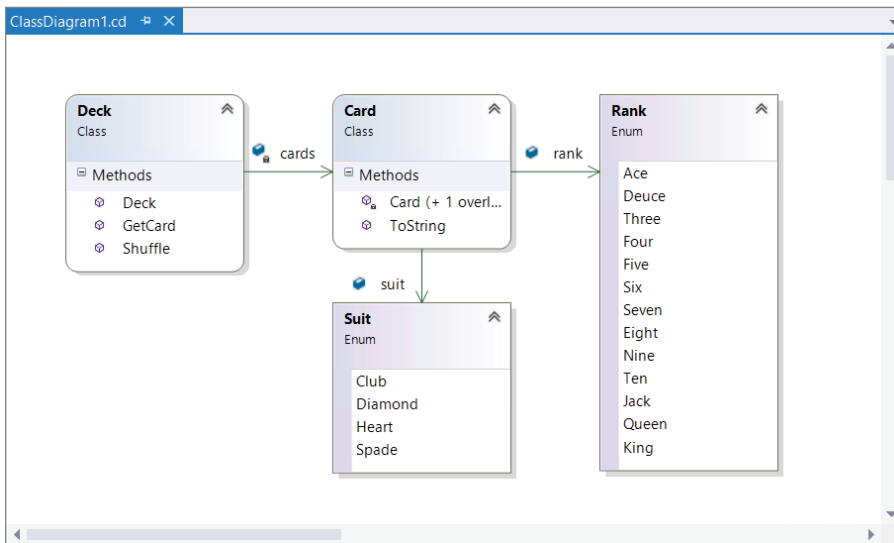 ClassDiagram1.cd
Deck
Class
Methods
Deck
GetCard
Shuffle
cards
Card
Class
Methods
Card (+ 1 overl...
ToString
rank
Rank
Enum
Ace
Deuce
Three
Four
Five
Six
Seven
Eight
Nine
Ten
Jack
Queen
King
suit
Suit
Enum
Club
Diamond
Heart
Spade